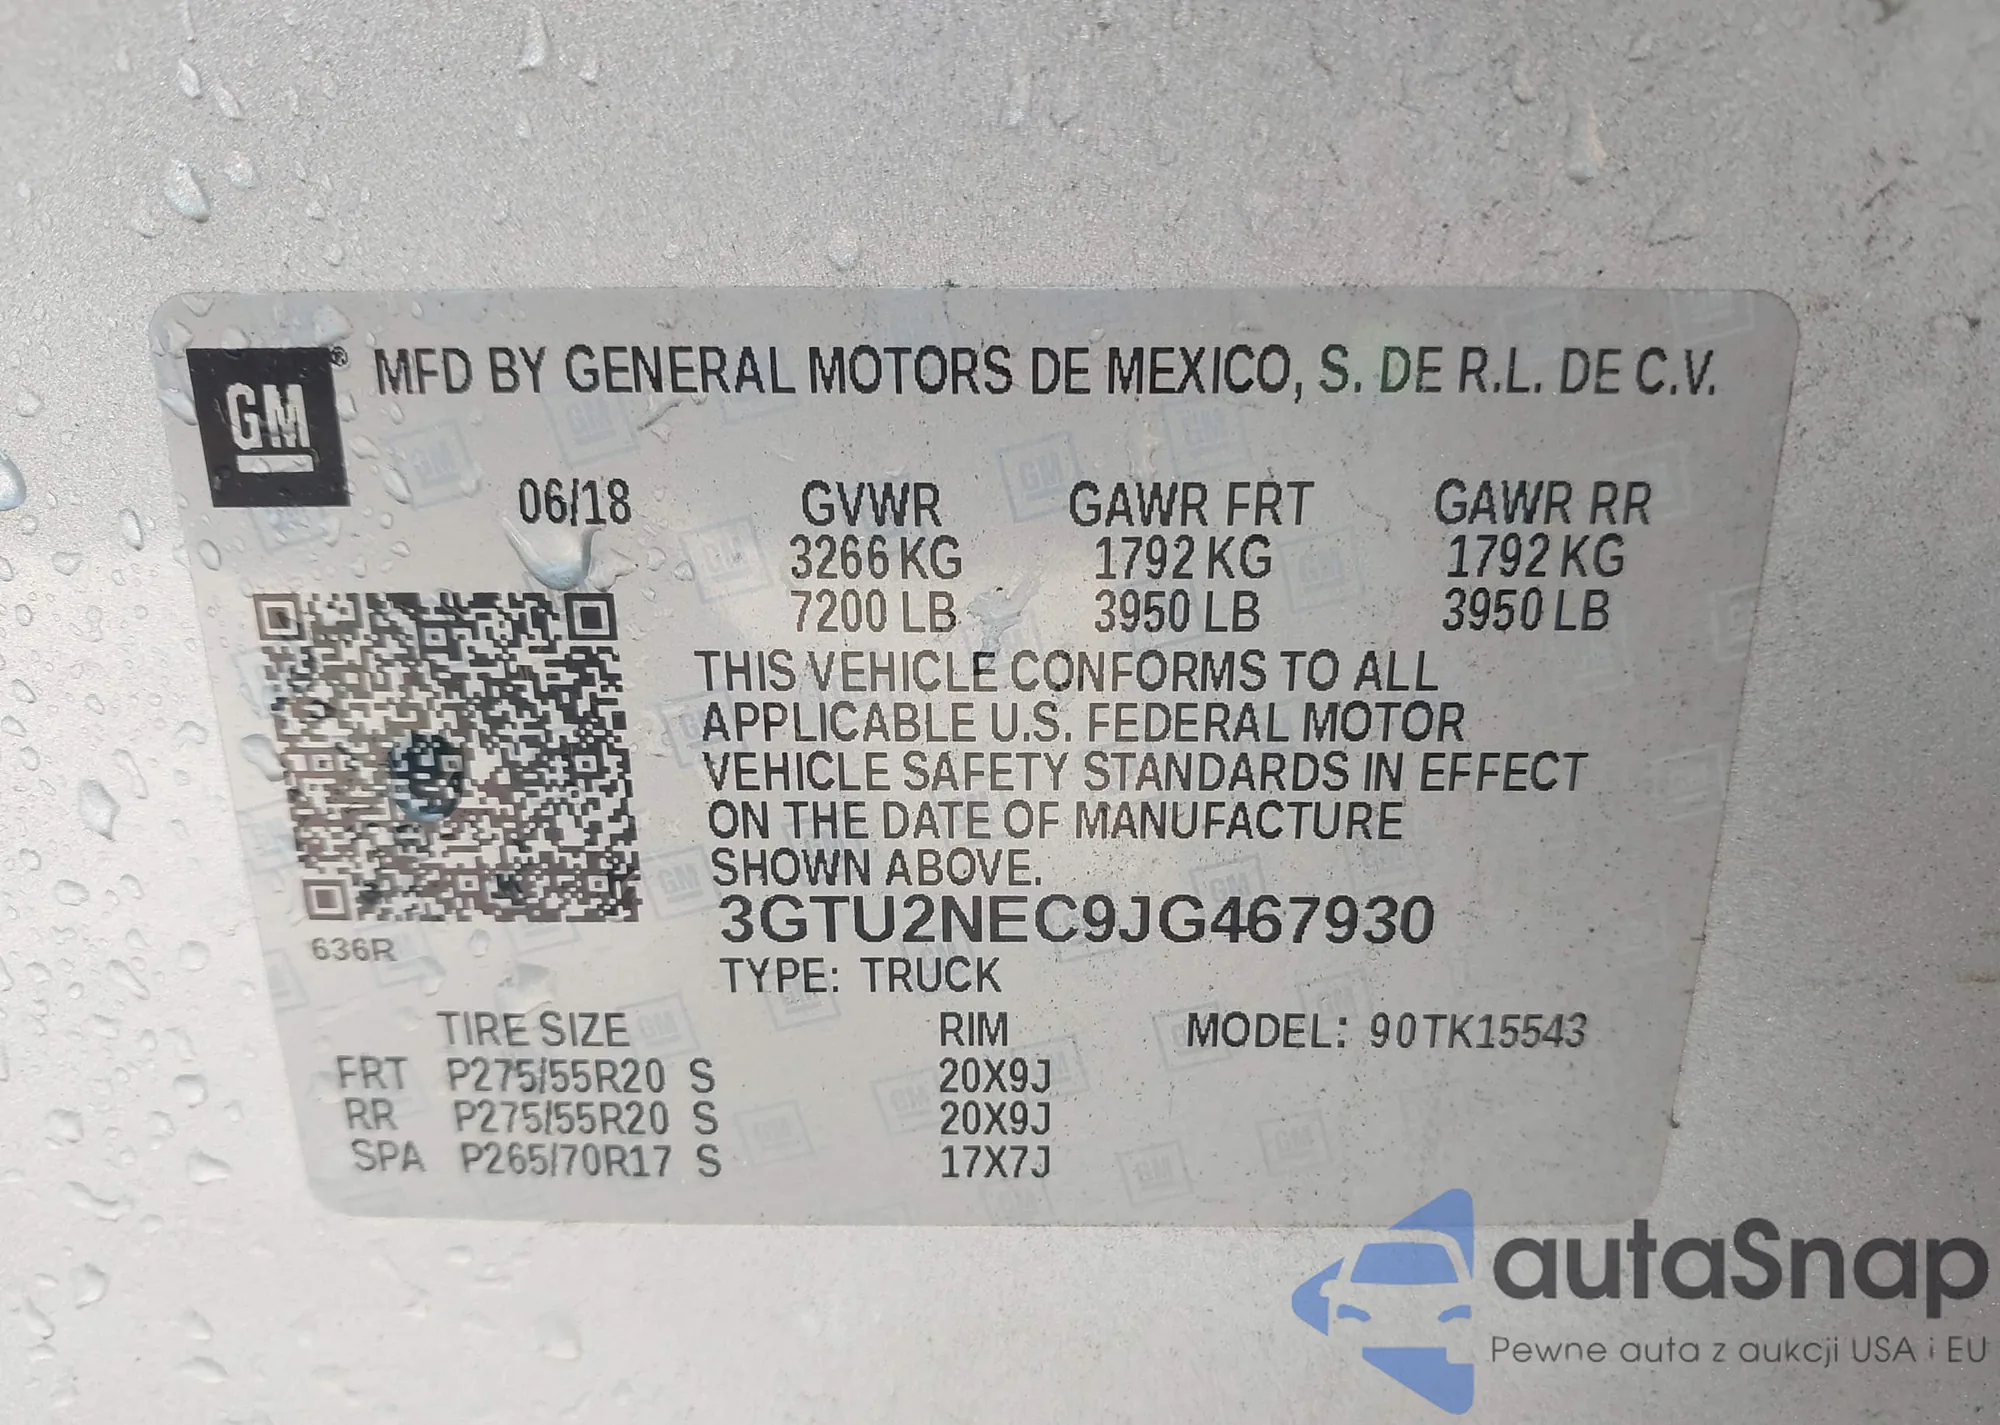 GM® MFD BY GENERAL MOTORS DE MEXICO, S. DE R.L. DE C.V.
06/18 GVWR GAWR FRT GAWR RR
3266 KG 1792 KG 1792 KG
7200 LB 3950 LB 3950 LB
THIS VEHICLE CONFORMS TO ALL
APPLICABLE U.S. FEDERAL MOTOR
VEHICLE SAFETY STANDARDS IN EFFECT
ON THE DATE OF MANUFACTURE
SHOWN ABOVE.
3GTU2NEC9JG467930
636R
TYPE: TRUCK
TIRE SIZE RIM MODEL: 90TK15543
FRT P275/55R20 S 20X9J
RR P275/55R20 S 20X9J
SPA P265/70R17 S 17X7J
autaSnap
Pewne auta z aukcji USA i EU